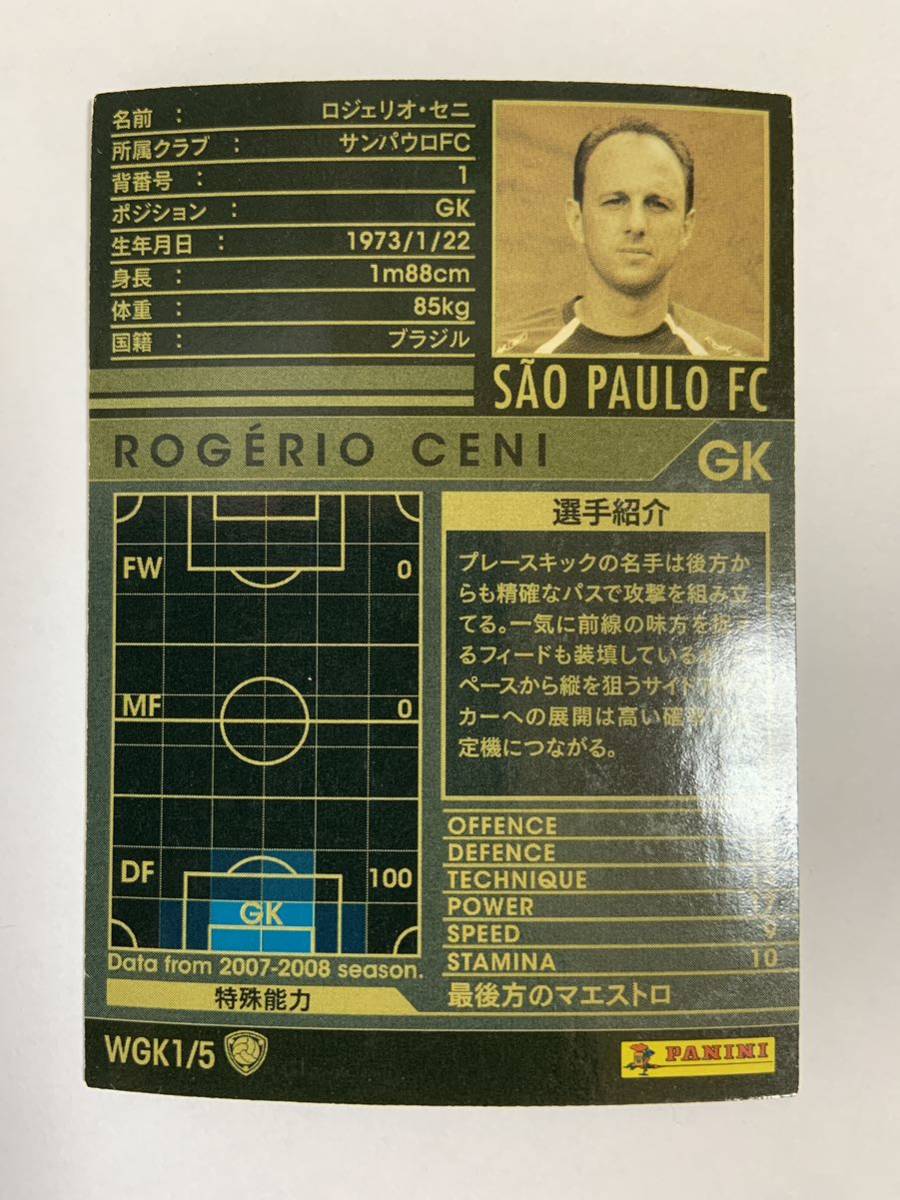 名前 : ロジェリオ・セニ
所属クラブ : サンパウロFC
背番号 : 1
ポジション : GK
生年月日 : 1973/1/22
身長 : 1m88cm
体重 : 85kg
国籍 : ブラジル
SÃO PAULO FC
ROGÉRIO CENI
GK
FW 0
MF 0
DF 100
GK
Data from 2007-2008 season.
選手紹介
プレースキックの名手は後方か
らも精確なパスで攻撃を組み立
てる。一気に前線の味方を
るフィードも装填している
ペースから縦を狙うサイド
カーへの展開は高い確
定機につながる。
OFFENCE
DEFENCE
TECHNIQUE
POWER
SPEED 9
STAMINA 10
特殊能力
最後方のマエストロ
WGK1/5
PANINI